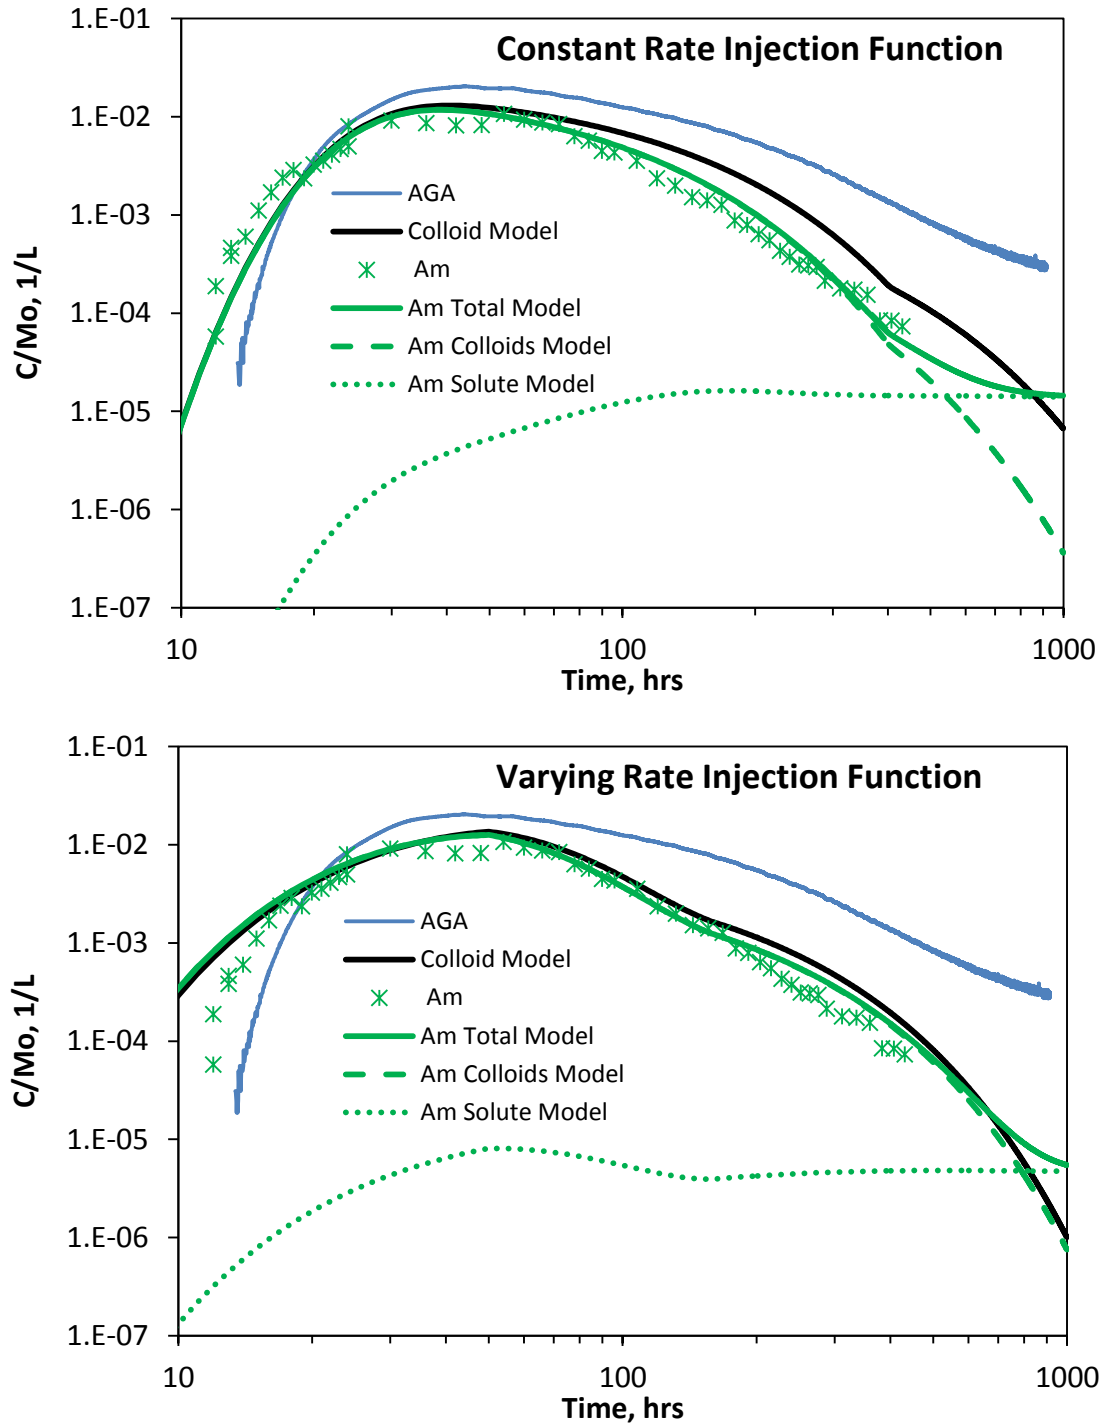 Constant Rate Injection Function
1.E-01
1.E-02
1.E-03
1.E-04
1.E-05
1.E-06
1.E-07
C/Mo, 1/L
AGA
Colloid Model
Am
Am Total Model
Am Colloids Model
Am Solute Model
10
100
1000
Time, hrs
Varying Rate Injection Function
1.E-01
1.E-02
1.E-03
1.E-04
1.E-05
1.E-06
1.E-07
C/Mo, 1/L
AGA
Colloid Model
Am
Am Total Model
Am Colloids Model
Am Solute Model
10
100
1000
Time, hrs